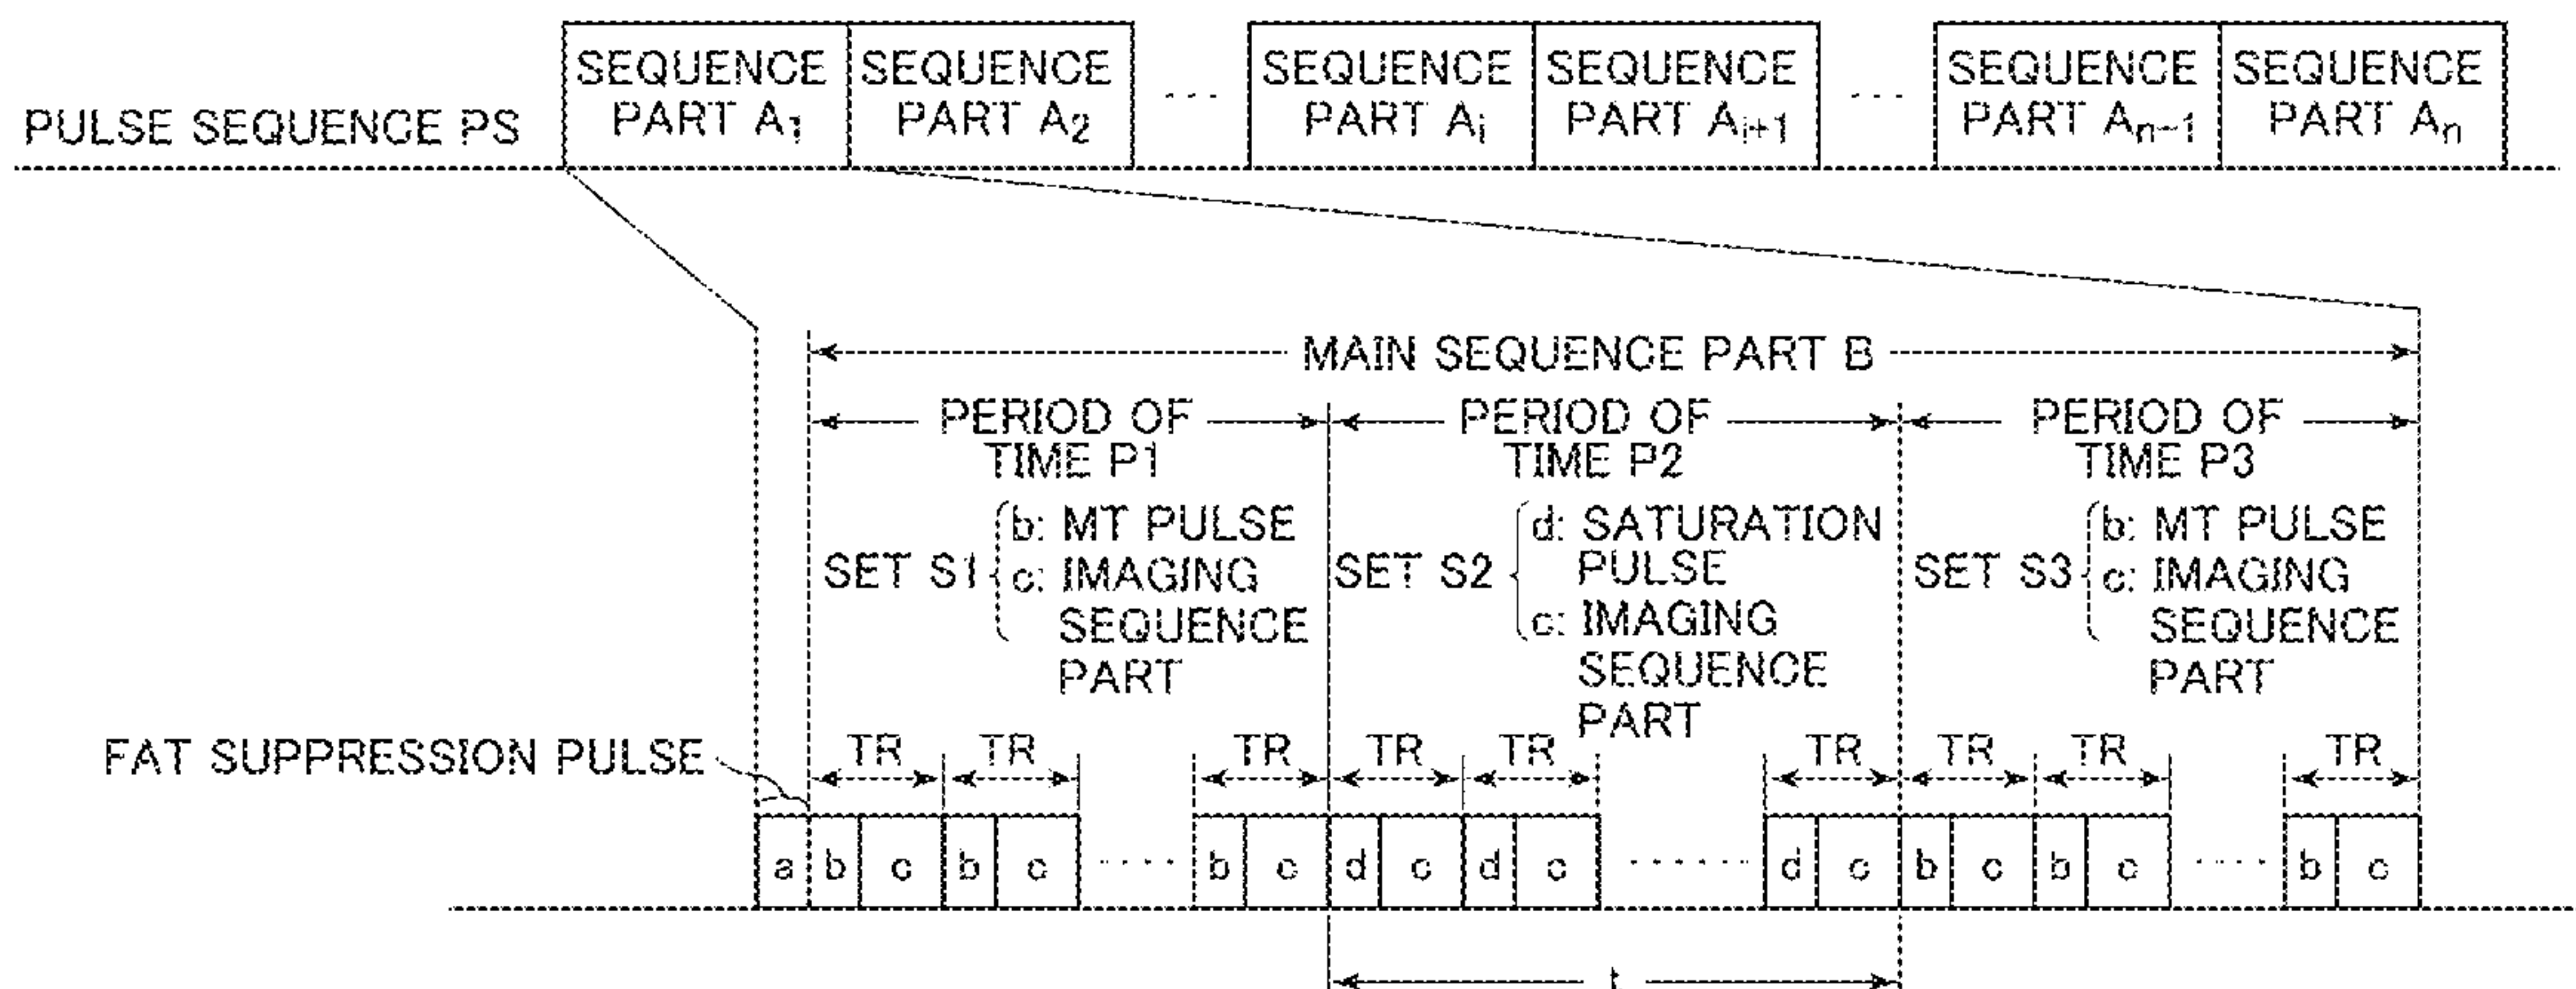 PULSE SEQUENCE PS
SEQUENCE PART A1
SEQUENCE PART A2
. . .
SEQUENCE PART Ai
SEQUENCE PART Ai+1
. . .
SEQUENCE PART An-1
SEQUENCE PART An
MAIN SEQUENCE PART B
PERIOD OF TIME P1
PERIOD OF TIME P2
PERIOD OF TIME P3
SET S1
b: MT PULSE
c: IMAGING
SEQUENCE
PART
SET S2
d: SATURATION
PULSE
c: IMAGING
SEQUENCE
PART
SET S3
b: MT PULSE
c: IMAGING
SEQUENCE
PART
FAT SUPPRESSION PULSE
TR TR TR TR TR TR TR TR TR
a b c b c ..... b c d c d c ...... d c b c b c ..... b c